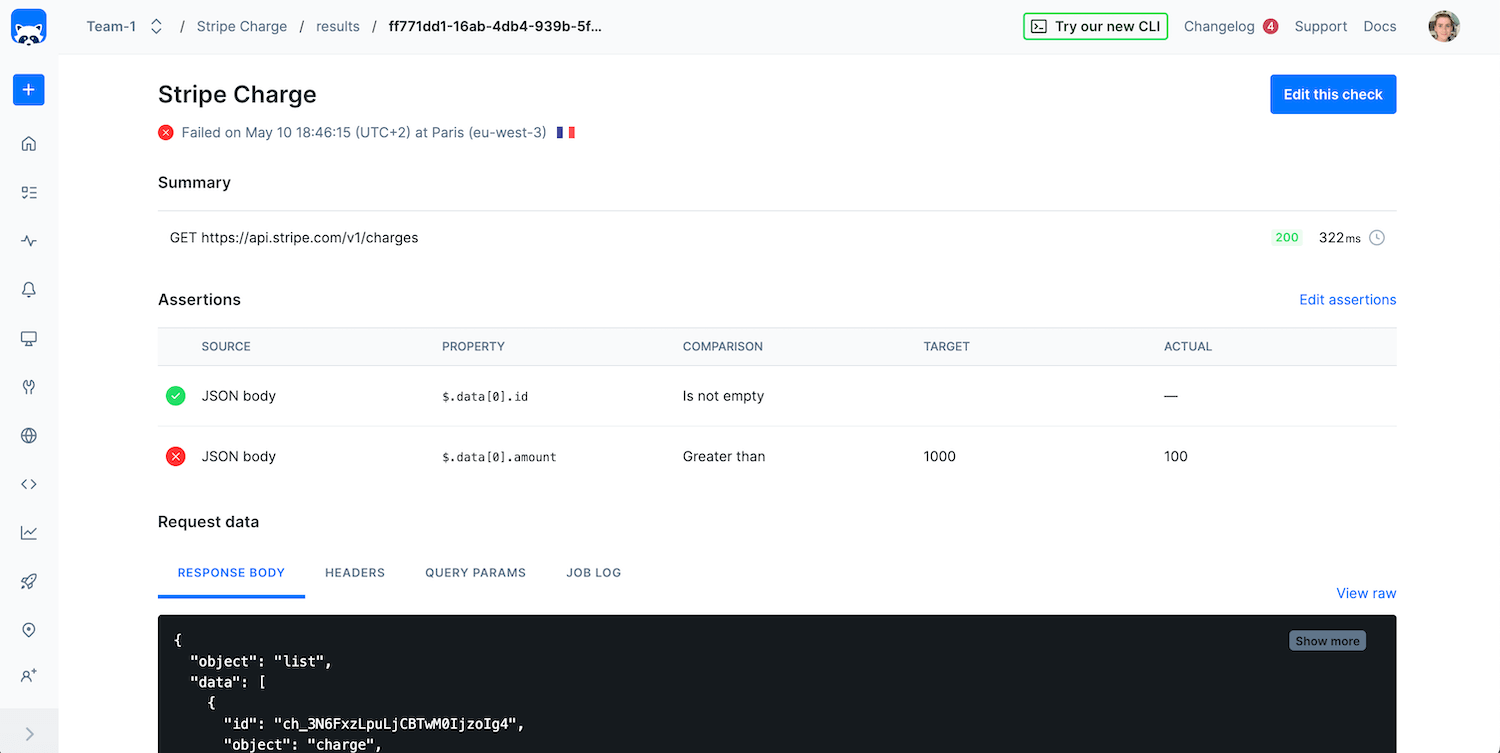 Team-1 / Stripe Charge / results / ff771dd1-16ab-4db4-939b-5f... Try our new CLI Changelog 4 Support Docs
Stripe Charge Edit this check
Failed on May 10 18:46:15 (UTC+2) at Paris (eu-west-3)
Summary
GET https://api.stripe.com/v1/charges 200 322ms
Assertions Edit assertions
SOURCE PROPERTY COMPARISON TARGET ACTUAL
JSON body $.data[0].id Is not empty —
JSON body $.data[0].amount Greater than 1000 100
Request data
RESPONSE BODY HEADERS QUERY PARAMS JOB LOG
View raw
{ Show more
"object": "list",
"data": [
{
"id": "ch_3N6FxzLpuLjCBTwM0IjzoIg4",
"object": "charge",